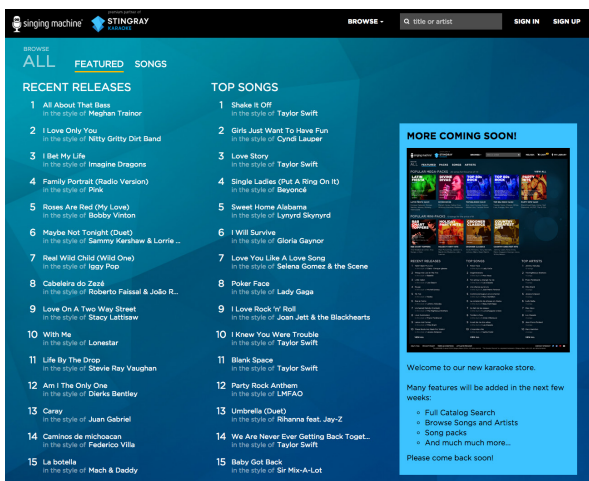 premium partner of
singing machine
STINGRAY
KARAOKE
BROWSE
title or artist
SIGN IN
SIGN UP
BROWSE
ALL
FEATURED
SONGS
RECENT RELEASES
1 All About That Bass
in the style of Meghan Trainor
2 I Love Only You
in the style of Nitty Gritty Dirt Band
3 I Bet My Life
in the style of Imagine Dragons
4 Family Portrait (Radio Version)
in the style of Pink
5 Roses Are Red (My Love)
in the style of Bobby Vinton
6 Maybe Not Tonight (Duet)
in the style of Sammy Kershaw & Lorrie ...
7 Real Wild Child (Wild One)
in the style of Iggy Pop
8 Cabeleira do Zezé
in the style of Roberto Faissal & João R...
9 Love On A Two Way Street
in the style of Stacy Lattisaw
10 With Me
in the style of Lonestar
11 Life By The Drop
in the style of Stevie Ray Vaughan
12 Am I The Only One
in the style of Dierks Bentley
13 Caray
in the style of Juan Gabriel
14 Caminos de michoacan
in the style of Federico Villa
15 La botella
in the style of Mach & Daddy
TOP SONGS
1 Shake It Off
in the style of Taylor Swift
2 Girls Just Want To Have Fun
in the style of Cyndi Lauper
3 Love Story
in the style of Taylor Swift
4 Single Ladies (Put A Ring On It)
in the style of Beyoncé
5 Sweet Home Alabama
in the style of Lynyrd Skynyrd
6 I Will Survive
in the style of Gloria Gaynor
7 Love You Like A Love Song
in the style of Selena Gomez & the Scene
8 Poker Face
in the style of Lady Gaga
9 I Love Rock 'n' Roll
in the style of Joan Jett & the Blackhearts
10 I Knew You Were Trouble
in the style of Taylor Swift
11 Blank Space
in the style of Taylor Swift
12 Party Rock Anthem
in the style of LMFAO
13 Umbrella (Duet)
in the style of Rihanna feat. Jay-Z
14 We Are Never Ever Getting Back Toget...
in the style of Taylor Swift
15 Baby Got Back
in the style of Sir Mix-A-Lot
MORE COMING SOON!
POPULAR MEGA-PACKS
VIEW ALL
POPULAR MEGA-PACKS
RECENT RELEASES
TOP SONGS
TOP ARTISTS
Welcome to our new karaoke store.
Many features will be added in the next few
weeks:
Full Catalog Search
Browse Songs and Artists
Song packs
And much much more...
Please come back soon!